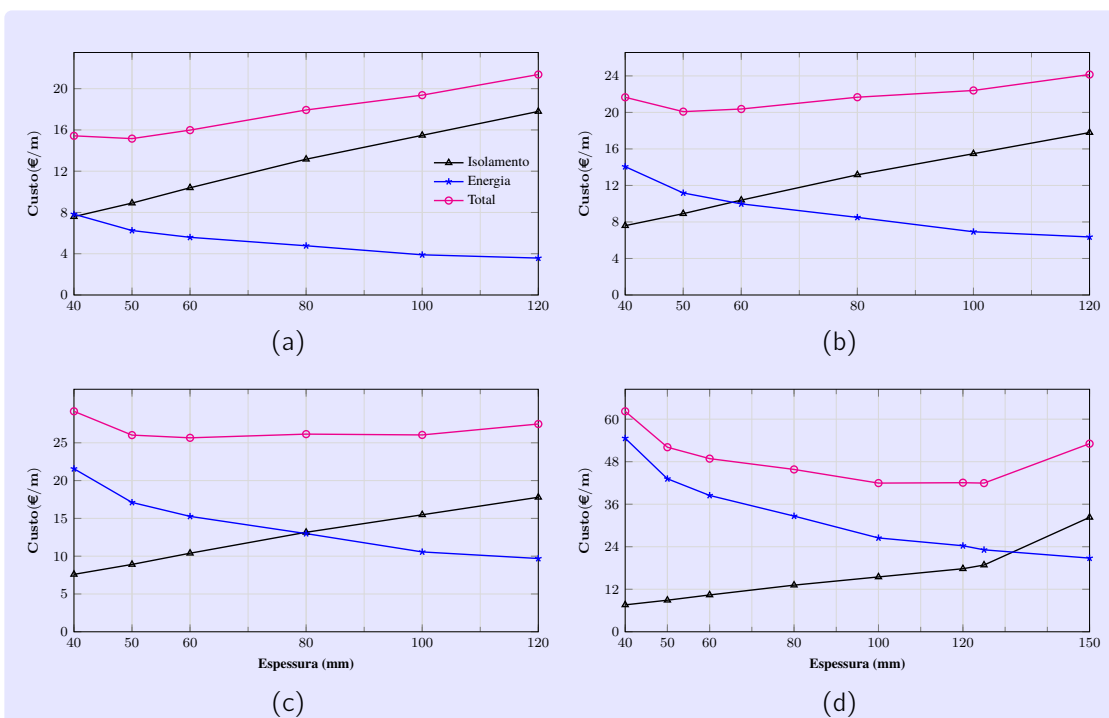 20
16
12
8
4
0
Custo(€/m)
40 50 60 80 100 120
Isolamento
Energia
Total
(a)
24
20
16
12
8
4
0
Custo(€/m)
40 50 60 80 100 120
(b)
25
20
15
10
5
0
Custo(€/m)
40 50 60 80 100 120
Espessura (mm)
(c)
60
48
36
24
12
0
Custo(€/m)
40 50 60 80 100 120 150
Espessura (mm)
(d)